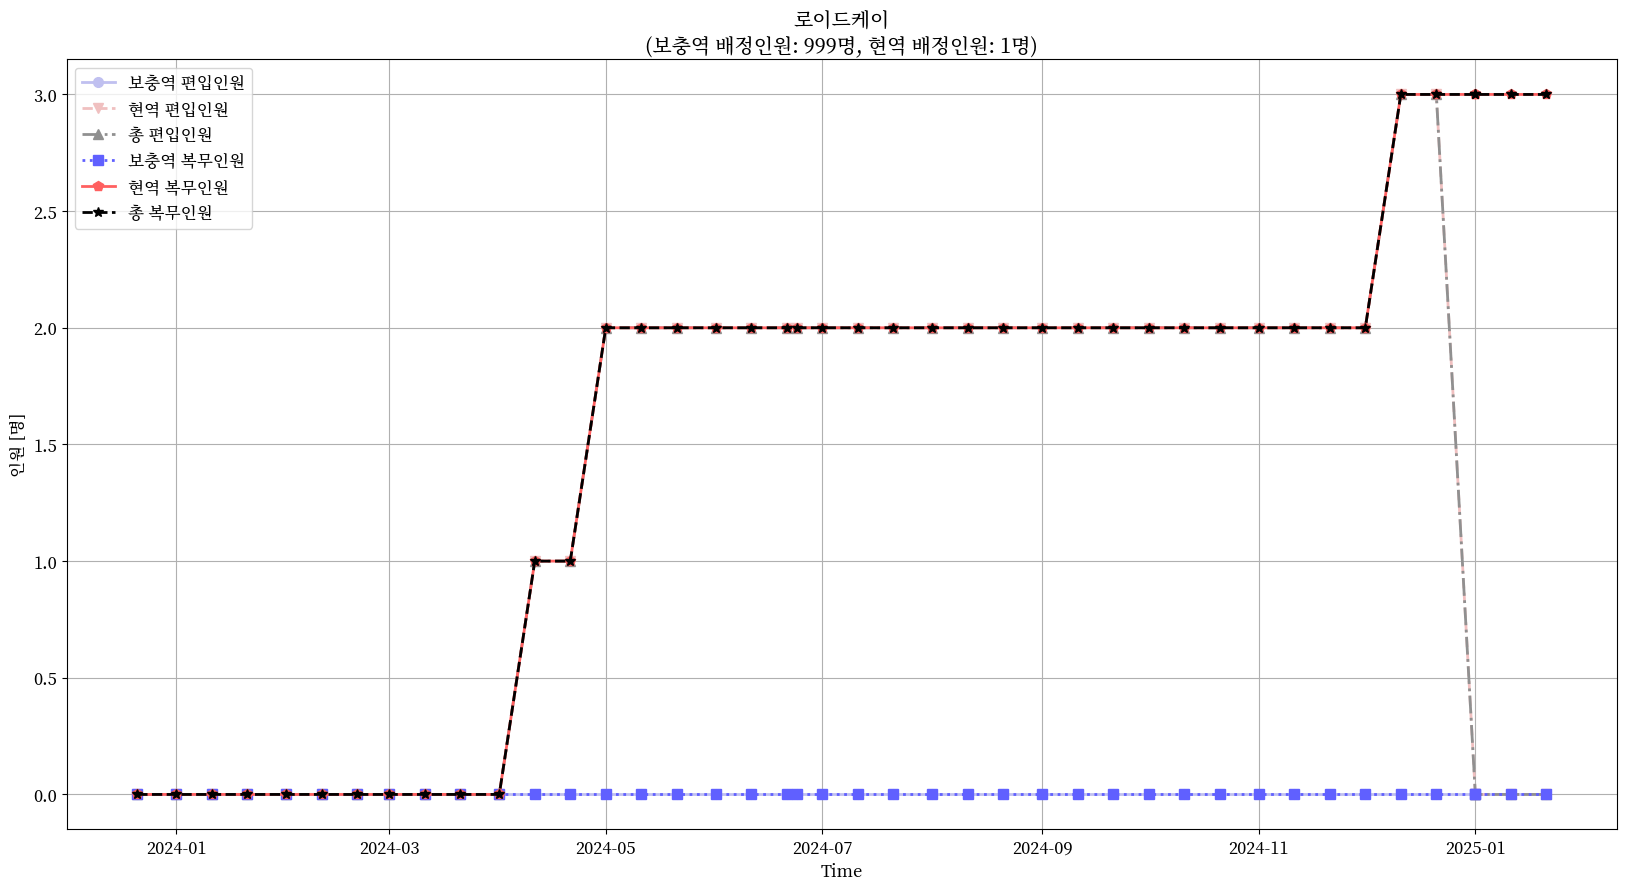 로이드케이
(보충역 배정인원: 999명, 현역 배정인원: 1명)
보충역 편입인원
현역 편입인원
총 편입인원
보충역 복무인원
현역 복무인원
총 복무인원
3.0
2.5
2.0
1.5
1.0
0.5
0.0
인원 [명]
2024-01
2024-03
2024-05
2024-07
2024-09
2024-11
2025-01
Time